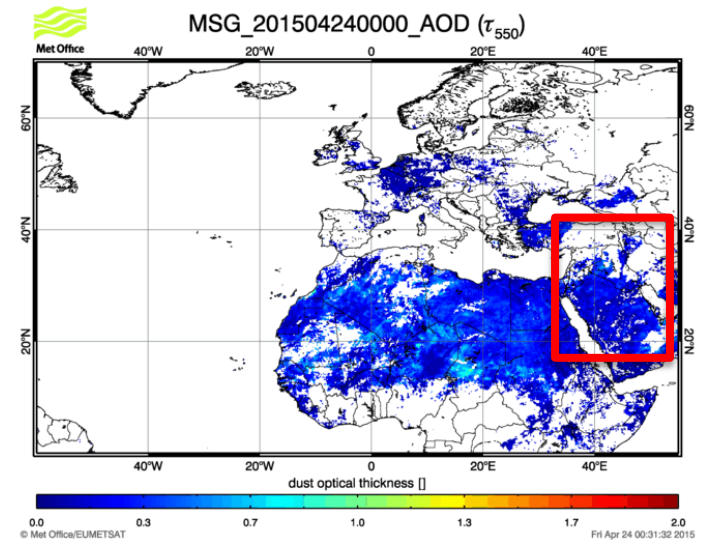 MSG_201504240000_AOD (τ550)
Met Office
40°W 20°W 0 20°E 40°E
60°N 60°N
40°N 40°N
20°N 20°N
40°W 20°W 0 20°E 40°E
dust optical thickness []
0.0 0.3 0.7 1.0 1.3 1.7 2.0
© Met Office/EUMETSAT Fri Apr 24 00:31:32 2015